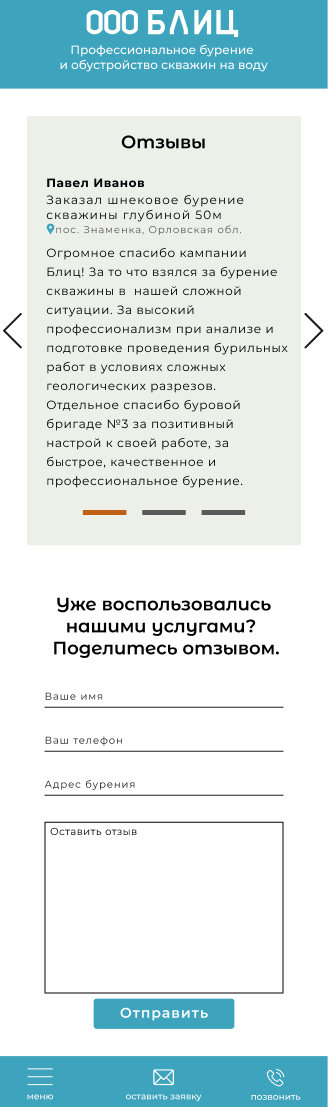 ООО БЛИЦ
Профессиональное бурение
и обустройство скважин на воду
Отзывы
Павел Иванов
Заказал шнековое бурение
скважины глубиной 50м
пос. Знаменка, Орловская обл.
Огромное спасибо кампании
Блиц! За то что взялся за бурение
скважины в нашей сложной
ситуации. За высокий
профессионализм при анализе и
подготовке проведения бурильных
работ в условиях сложных
геологических разрезов.
Отдельное спасибо буровой
бригаде №3 за позитивный
настрой к своей работе, за
быстрое, качественное и
профессиональное бурение.
Уже воспользовались
нашими услугами?
Поделитесь отзывом.
Ваше имя
Ваш телефон
Адрес бурения
Оставить отзыв
Отправить
меню
оставить заявку
позвонить